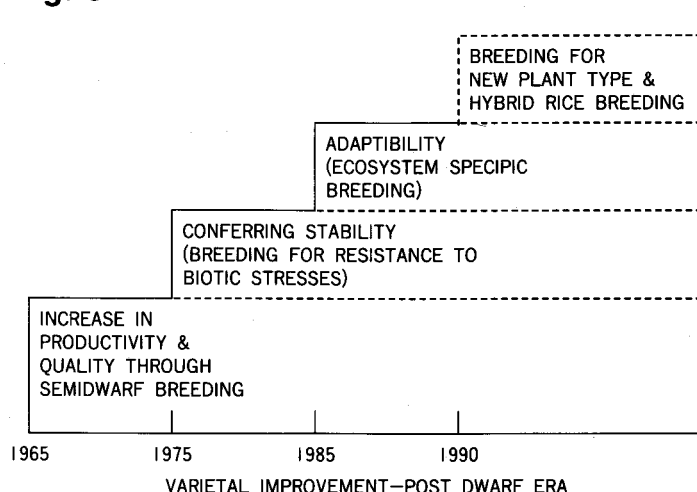 BREEDING FOR
NEW PLANT TYPE &
HYBRID RICE BREEDING
ADAPTIBILITY
(ECOSYSTEM SPECIPIC
BREEDING)
CONFERRING STABILITY
(BREEDING FOR RESISTANCE TO
BIOTIC STRESSES)
INCREASE IN
PRODUCTIVITY &
QUALITY THROUGH
SEMIDWARF BREEDING
1965 1975 1985 1990
VARIETAL IMPROVEMENT—POST DWARF ERA